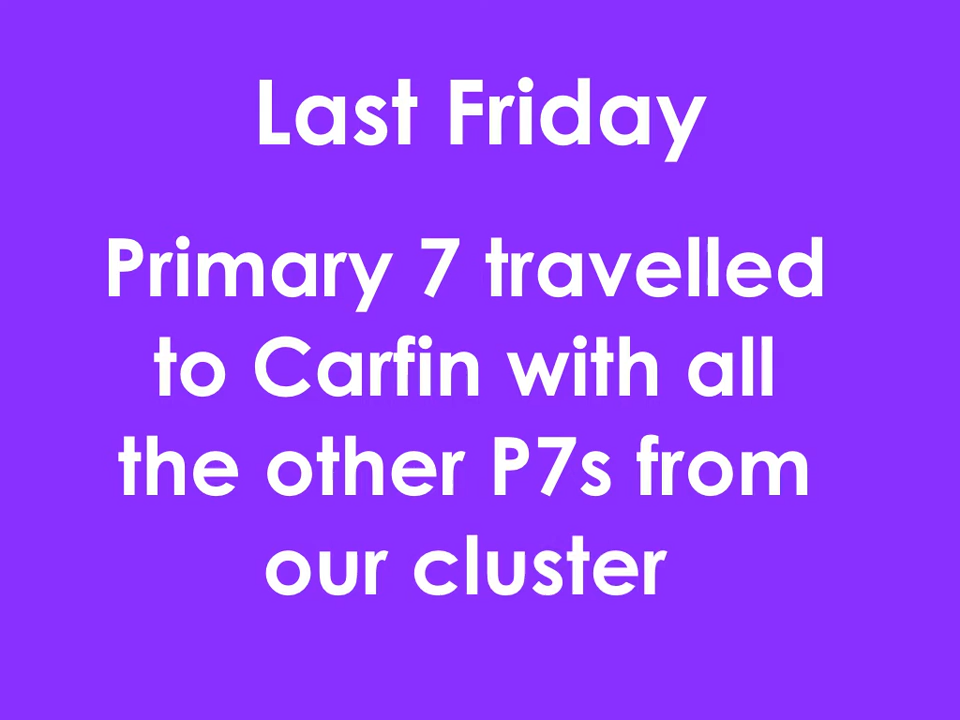 Last Friday
Primary 7 travelled
to Carfin with all
the other P7s from
our cluster